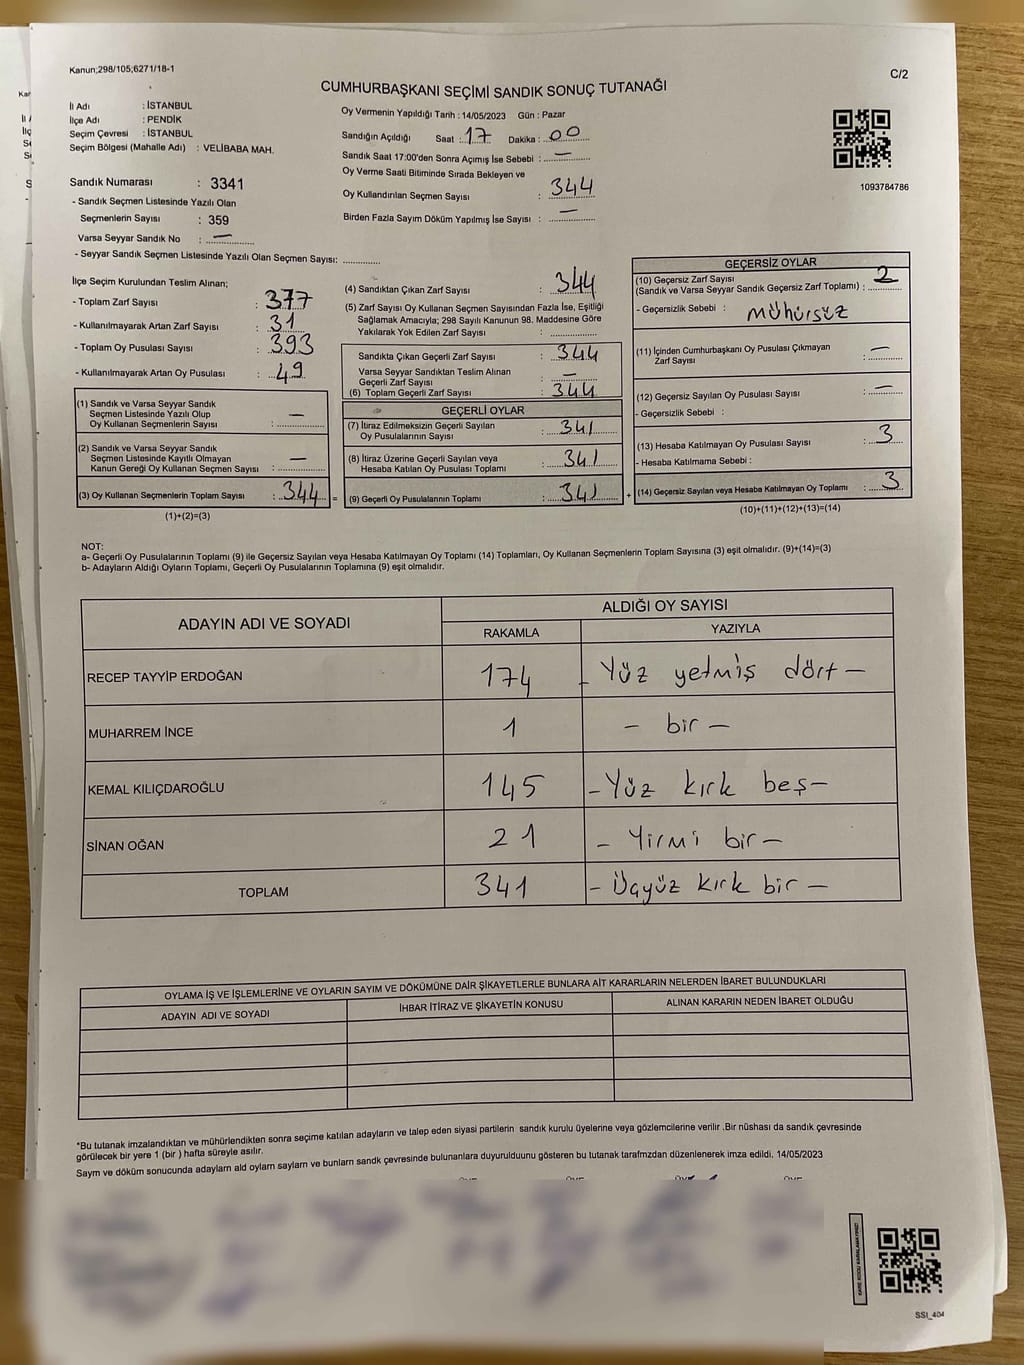 Kanun;298/105;6271/18-1
C/2
CUMHURBAŞKANI SEÇİMİ SANDIK SONUÇ TUTANAĞI
İl Adı : İSTANBUL
İlçe Adı : PENDİK
Seçim Çevresi : İSTANBUL
Seçim Bölgesi (Mahalle Adı) : VELİBABA MAH.
Sandık Numarası : 3341
- Sandık Seçmen Listesinde Yazılı Olan
Seçmenlerin Sayısı : 359
Varsa Seyyar Sandık No : —
- Seyyar Sandık Seçmen Listesinde Yazılı Olan Seçmen Sayısı: ............
Oy Vermenin Yapıldığı Tarih : 14/05/2023 Gün : Pazar
Sandığın Açıldığı Saat : 17 Dakika : 00
Sandık Saat 17:00'den Sonra Açımış İse Sebebi : —
Oy Verme Saati Bitiminde Sırada Bekleyen ve
Oy Kullandırılan Seçmen Sayısı : 344
Birden Fazla Sayım Döküm Yapılmış İse Sayısı : —
1093784786
İlçe Seçim Kurulundan Teslim Alınan;
- Toplam Zarf Sayısı : 377
- Kullanılmayarak Artan Zarf Sayısı : 31
- Toplam Oy Pusulası Sayısı : 393
- Kullanılmayarak Artan Oy Pusulası : 49
(1) Sandık ve Varsa Seyyar Sandık
Seçmen Listesinde Yazılı Olup
Oy Kullanan Seçmenlerin Sayısı : —
(2) Sandık ve Varsa Seyyar Sandık
Seçmen Listesinde Kayıtlı Olmayan
Kanun Gereği Oy Kullanan Seçmen Sayısı : —
(3) Oy Kullanan Seçmenlerin Toplam Sayısı : 344 =
(1)+(2)=(3)
(4) Sandıktan Çıkan Zarf Sayısı : 344
(5) Zarf Sayısı Oy Kullanan Seçmen Sayısından Fazla İse, Eşitliği
Sağlamak Amacıyla; 298 Sayılı Kanunun 98. Maddesine Göre
Yakılarak Yok Edilen Zarf Sayısı : ............
Sandıkta Çıkan Geçerli Zarf Sayısı : 344
Varsa Seyyar Sandıktan Teslim Alınan
Geçerli Zarf Sayısı : —
(6) Toplam Geçerli Zarf Sayısı : 344
GEÇERLİ OYLAR
(7) İtiraz Edilmeksizin Geçerli Sayılan
Oy Pusulalarının Sayısı : 341
(8) İtiraz Üzerine Geçerli Sayılan veya
Hesaba Katılan Oy Pusulası Toplamı : 341
(9) Geçerli Oy Pusulalarının Toplamı : 341 +
GEÇERSİZ OYLAR
(10) Geçersiz Zarf Sayısı
(Sandık ve Varsa Seyyar Sandık Geçersiz Zarf Toplamı) : 2
- Geçersizlik Sebebi : mühürsüz
(11) İçinden Cumhurbaşkanı Oy Pusulası Çıkmayan
Zarf Sayısı : —
(12) Geçersiz Sayılan Oy Pusulası Sayısı : —
- Geçersizlik Sebebi :
(13) Hesaba Katılmayan Oy Pusulası Sayısı : 3
- Hesaba Katılmama Sebebi :
(14) Geçersiz Sayılan veya Hesaba Katılmayan Oy Toplamı : 3
(10)+(11)+(12)+(13)=(14)
NOT:
a- Geçerli Oy Pusulalarının Toplamı (9) ile Geçersiz Sayılan veya Hesaba Katılmayan Oy Toplamı (14) Toplamları, Oy Kullanan Seçmenlerin Toplam Sayısına (3) eşit olmalıdır. (9)+(14)=(3)
b- Adayların Aldığı Oyların Toplamı, Geçerli Oy Pusulalarının Toplamına (9) eşit olmalıdır.
ADAYIN ADI VE SOYADI ALDIĞI OY SAYISI
RAKAMLA YAZIYLA
RECEP TAYYİP ERDOĞAN 174 - Yüz yetmiş dört -
MUHARREM İNCE 1 - bir -
KEMAL KILIÇDAROĞLU 145 - Yüz kırk beş -
SİNAN OĞAN 21 - Yirmi bir -
TOPLAM 341 - Üçyüz kırk bir -
OYLAMA İŞ VE İŞLEMLERİNE VE OYLARIN SAYIM VE DÖKÜMÜNE DAİR ŞİKAYETLERLE BUNLARA AİT KARARLARIN NELERDEN İBARET BULUNDUKLARI
ADAYIN ADI VE SOYADI İHBAR İTİRAZ VE ŞİKAYETİN KONUSU ALINAN KARARIN NEDEN İBARET OLDUĞU
*Bu tutanak imzalandıktan ve mühürlendikten sonra seçime katılan adayların ve talep eden siyasi partilerin sandık kurulu üyelerine veya gözlemcilerine verilir .Bir nüshası da sandık çevresinde
görülecek bir yere 1 (bir ) hafta süreyle asılır.
Saym ve döküm sonucunda adaylarn ald oylarn saylarn ve bunlarn sandk çevresinde bulunanlara duyurulduunu gösteren bu tutanak tarafmzdan düzenlenerek imza edildi. 14/05/2023
SSI_404